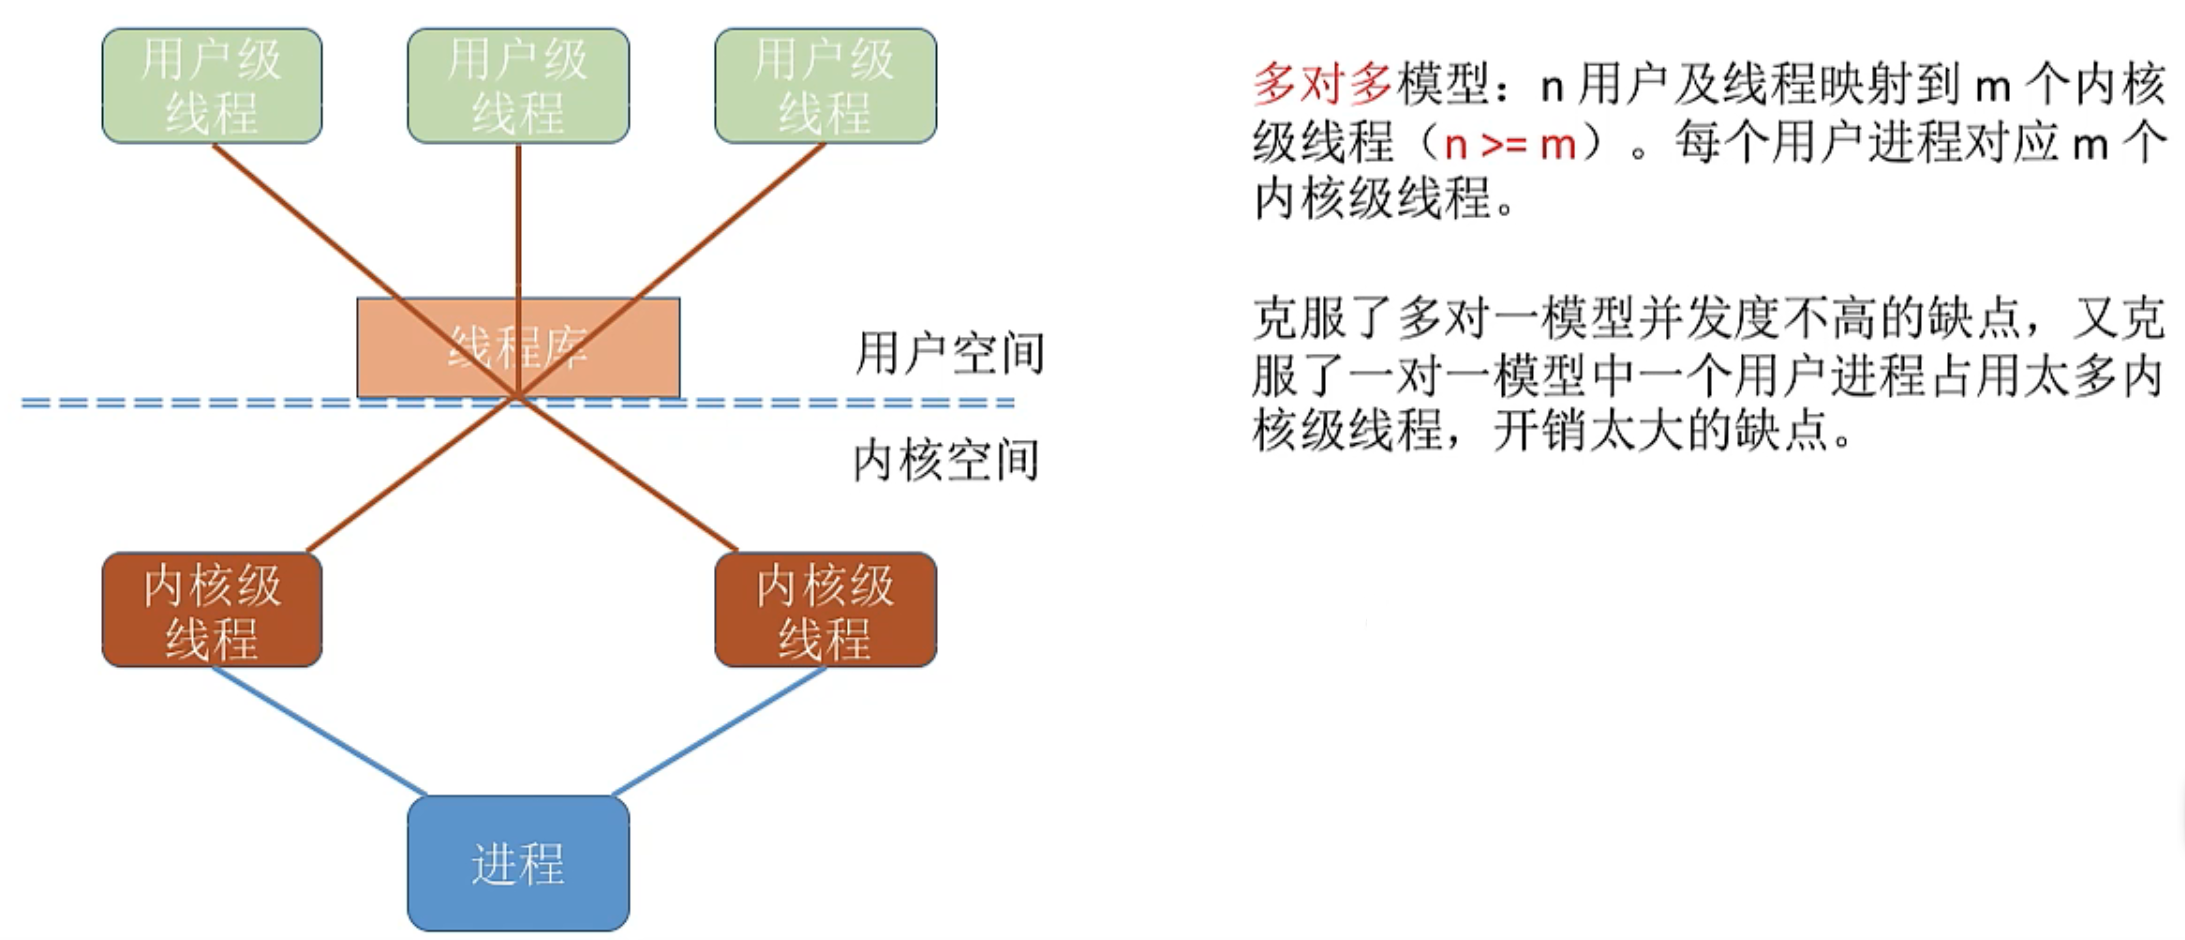 用户级
线程
用户级
线程
用户级
线程
线程库
用户空间
内核空间
内核级
线程
内核级
线程
进程
多对多模型：n 用户及线程映射到 m 个内核
级线程（n >= m）。每个用户进程对应 m 个
内核级线程。
克服了多对一模型并发度不高的缺点，又克
服了一对一模型中一个用户进程占用太多内
核级线程，开销太大的缺点。